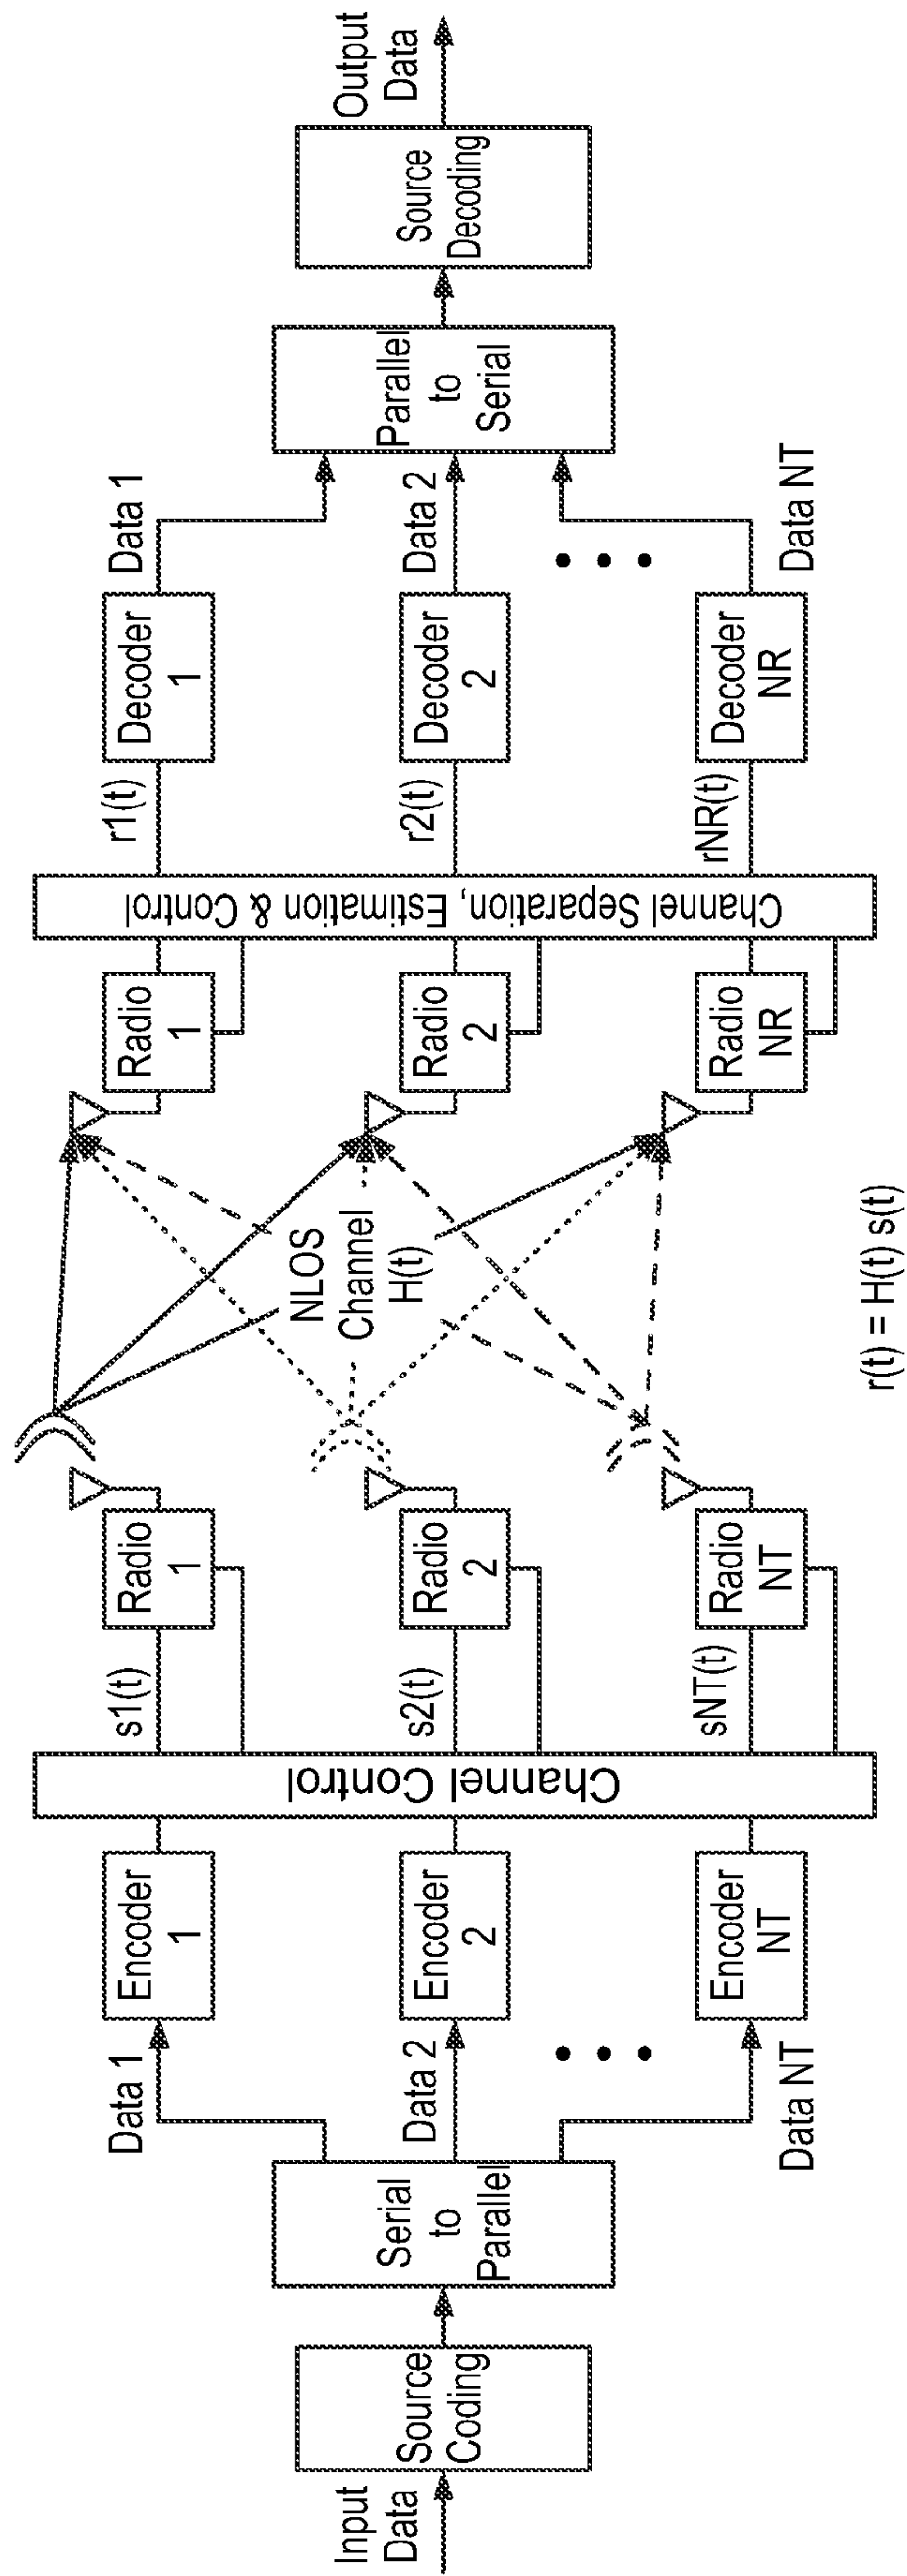 Input
Data
Source
Coding
Serial
to
Parallel
Data 1
Data 2
Data NT
Encoder
1
Encoder
2
Encoder
NT
Channel Control
s1(t)
s2(t)
sNT(t)
Radio
1
Radio
2
Radio
NT
NLOS
Channel
H(t)
r(t) = H(t) s(t)
Radio
1
Radio
2
Radio
NR
Channel Separation, Estimation & Control
r1(t)
r2(t)
rNR(t)
Decoder
1
Decoder
2
Decoder
NR
Data 1
Data 2
Data NT
Parallel
to
Serial
Source
Decoding
Output
Data